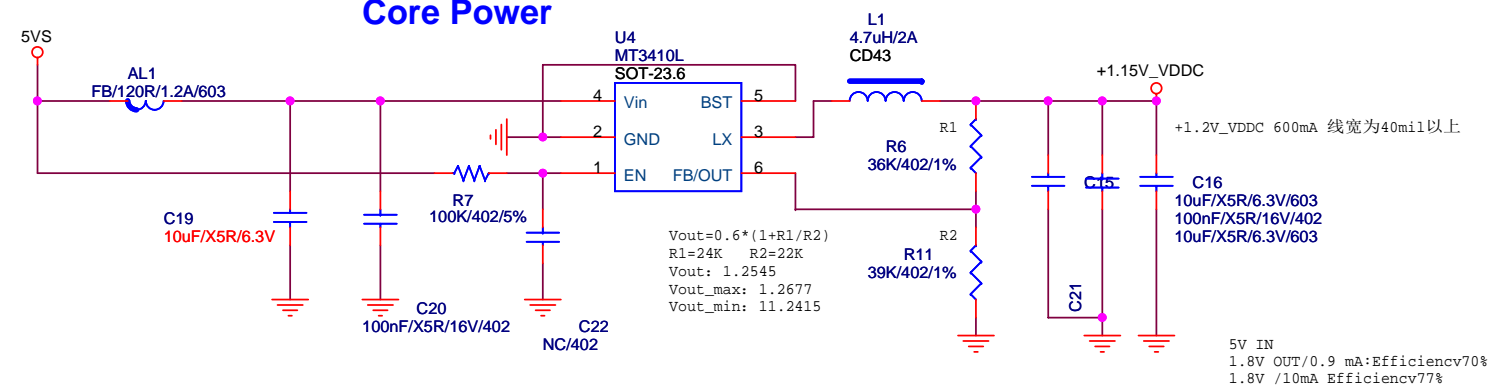 Core Power
5VS
AL1
FB/120R/1.2A/603
U4
MT3410L
SOT-23.6
L1
4.7uH/2A
CD43
+1.15V_VDDC
+1.2V_VDDC 600mA 线宽为40mil以上
4
Vin
BST
5
2
GND
LX
3
1
EN
FB/OUT
6
R1
R6
36K/402/1%
R7
100K/402/5%
C19
10uF/X5R/6.3V
C15
C16
10uF/X5R/6.3V/603
100nF/X5R/16V/402
10uF/X5R/6.3V/603
Vout=0.6*(1+R1/R2)
R1=24K R2=22K
Vout: 1.2545
Vout_max: 1.2677
Vout_min: 11.2415
R2
R11
39K/402/1%
C21
C20
100nF/X5R/16V/402
C22
NC/402
5V IN
1.8V OUT/0.9 mA:Efficiency70%
1.8V /10mA Efficiency77%